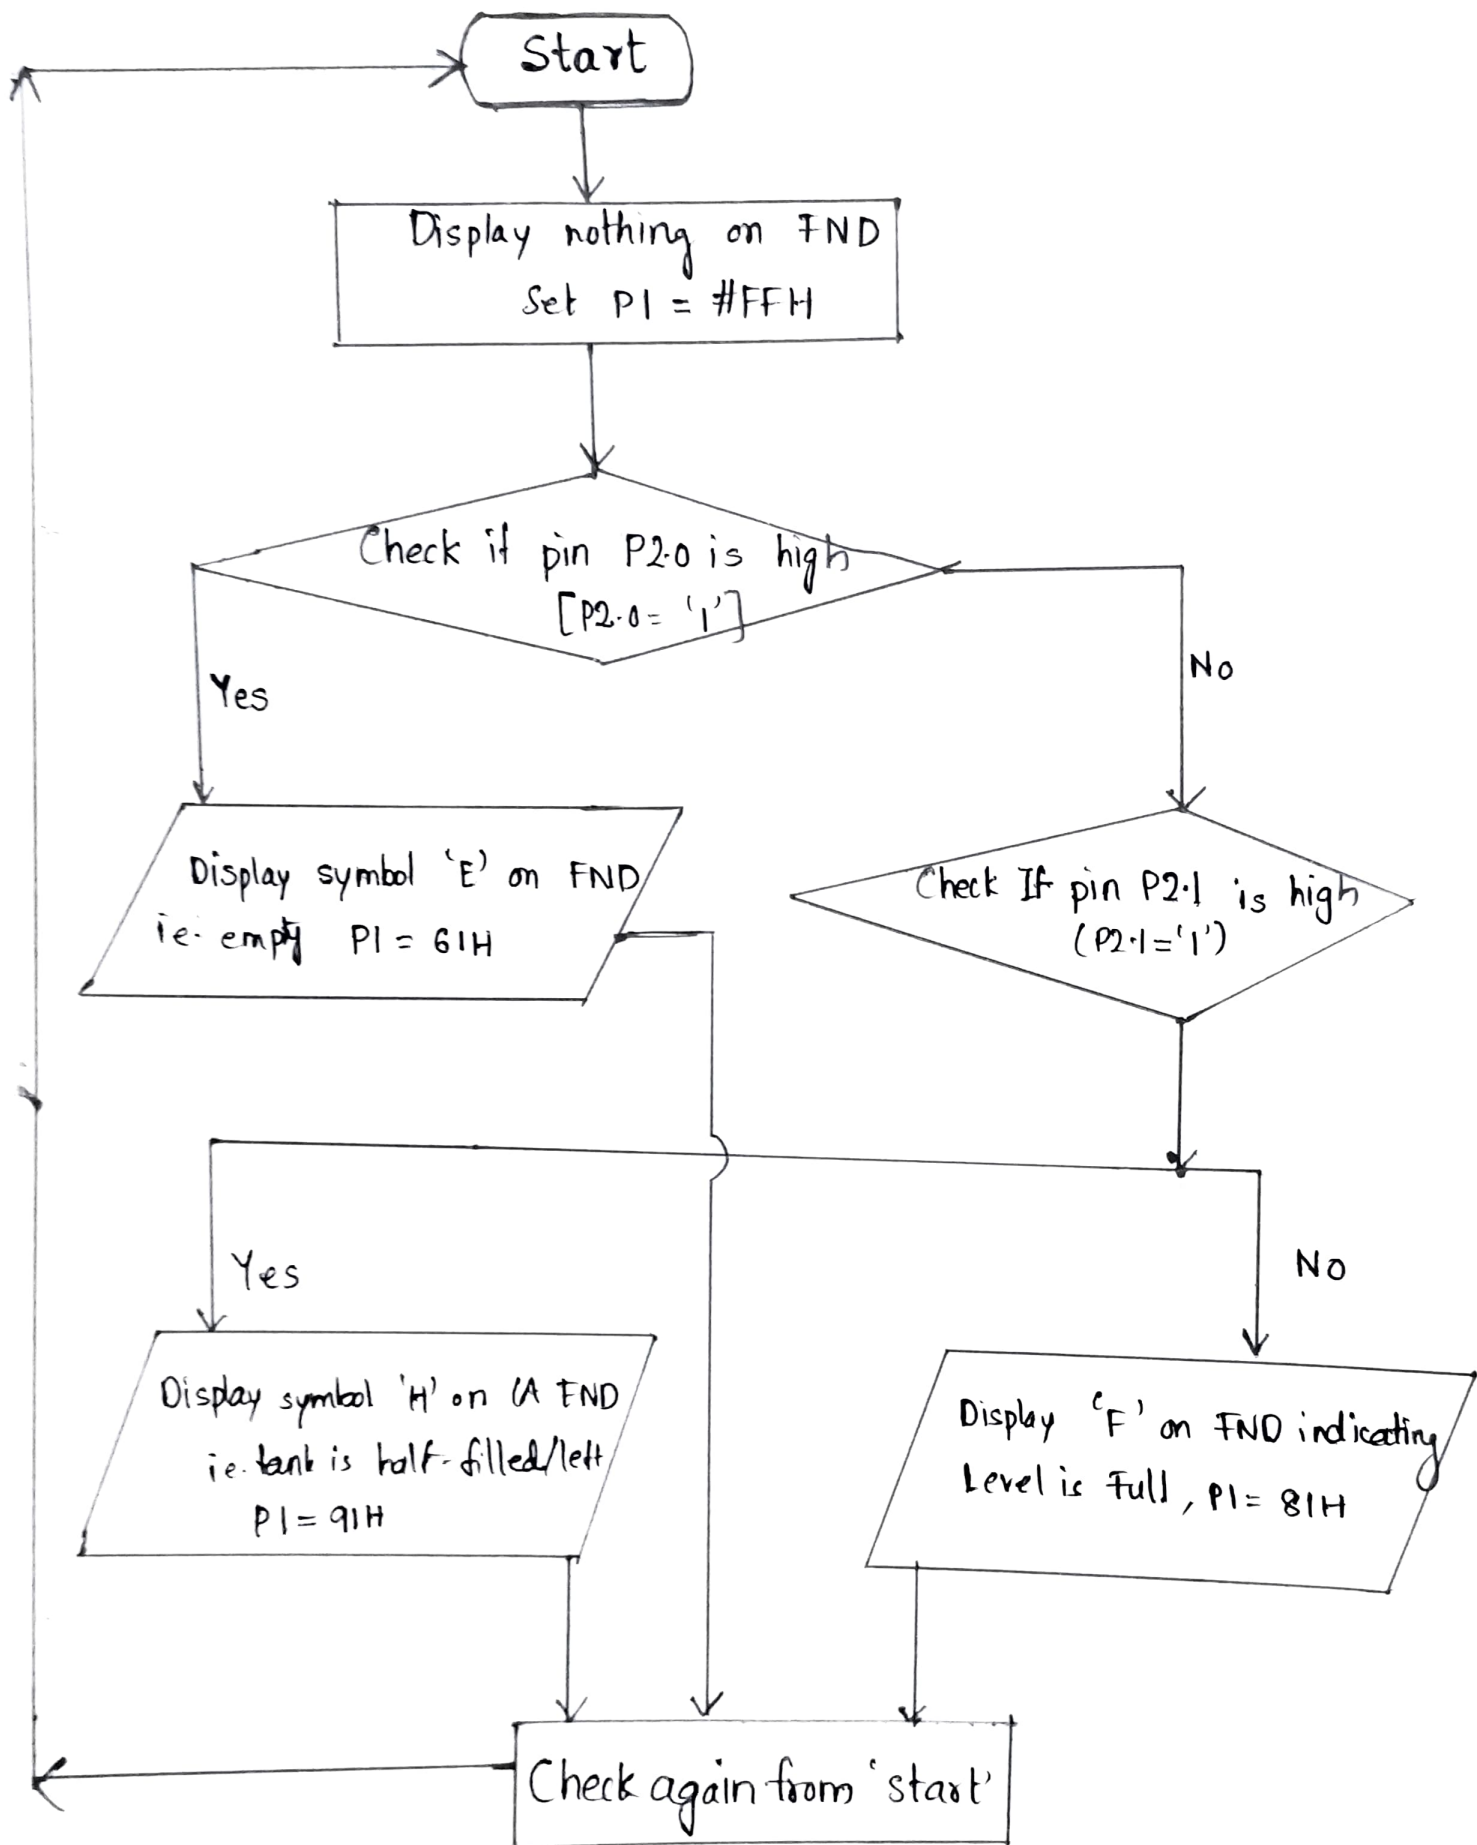 Start
Display nothing on FND
Set P1 = #FFH
Check if pin P2.0 is high
[P2.0 = '1']
Yes
No
Display symbol 'E' on FND
ie. empty P1 = 61H
Check If pin P2.1 is high
(P2.1='1')
Yes
No
Display symbol 'H' on CA FND
ie. tank is half-filled/left
P1 = 91H
Display 'F' on FND indicating
Level is Full, P1 = 81H
Check again from 'start'